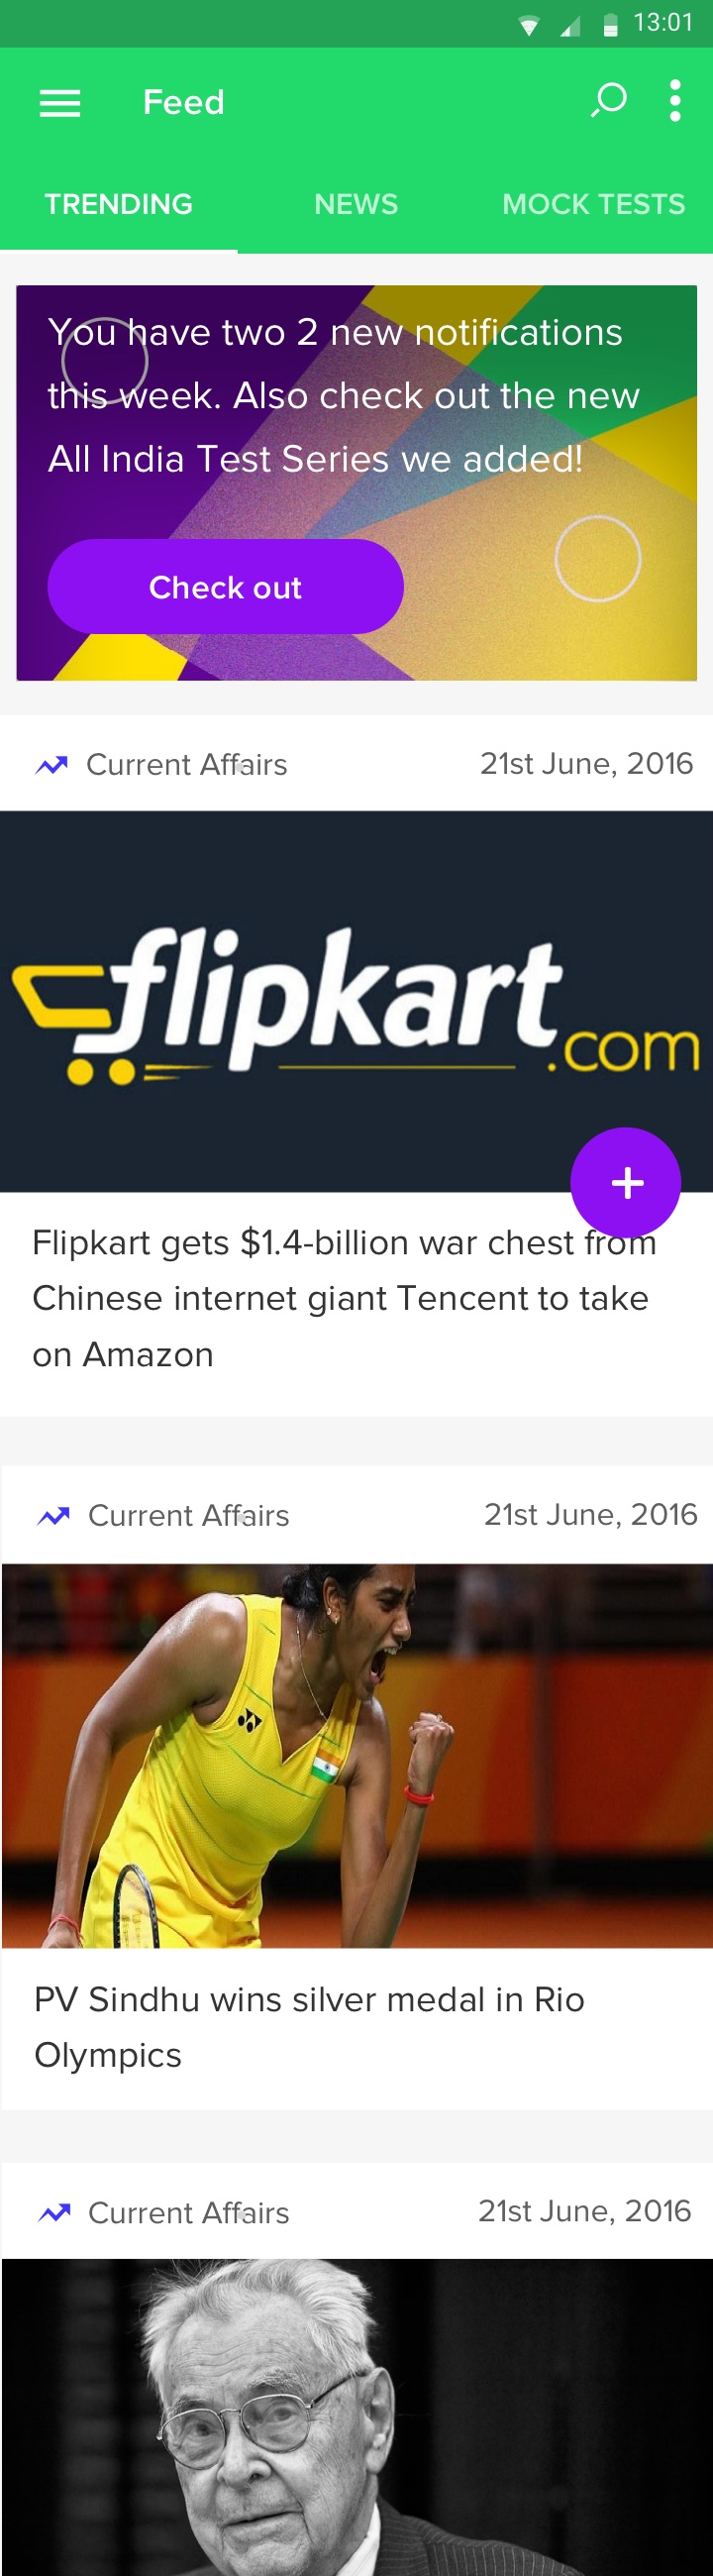 13:01
Feed
TRENDING NEWS MOCK TESTS
You have two 2 new notifications
this week. Also check out the new
All India Test Series we added!
Check out
Current Affairs 21st June, 2016
flipkart.com
Flipkart gets $1.4-billion war chest from
Chinese internet giant Tencent to take
on Amazon
Current Affairs 21st June, 2016
PV Sindhu wins silver medal in Rio
Olympics
Current Affairs 21st June, 2016